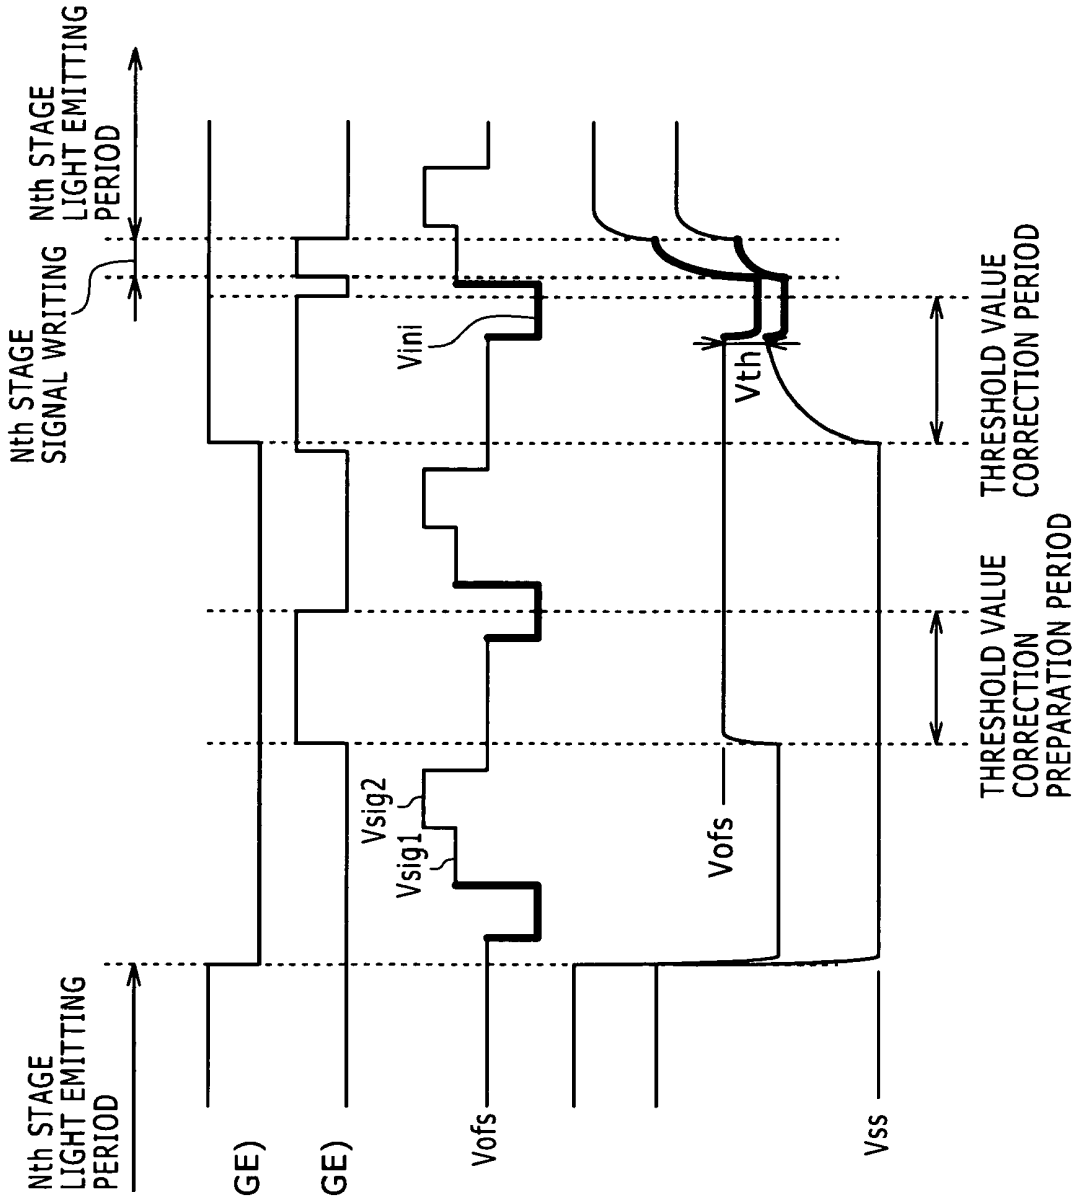 Nth STAGE
LIGHT EMITTING
PERIOD
Nth STAGE
SIGNAL WRITING
Nth STAGE
LIGHT EMITTING
PERIOD
GE)
GE)
Vofs
Vsig1
Vsig2
Vini
Vofs
Vth
Vss
THRESHOLD VALUE
CORRECTION
PREPARATION PERIOD
THRESHOLD VALUE
CORRECTION PERIOD